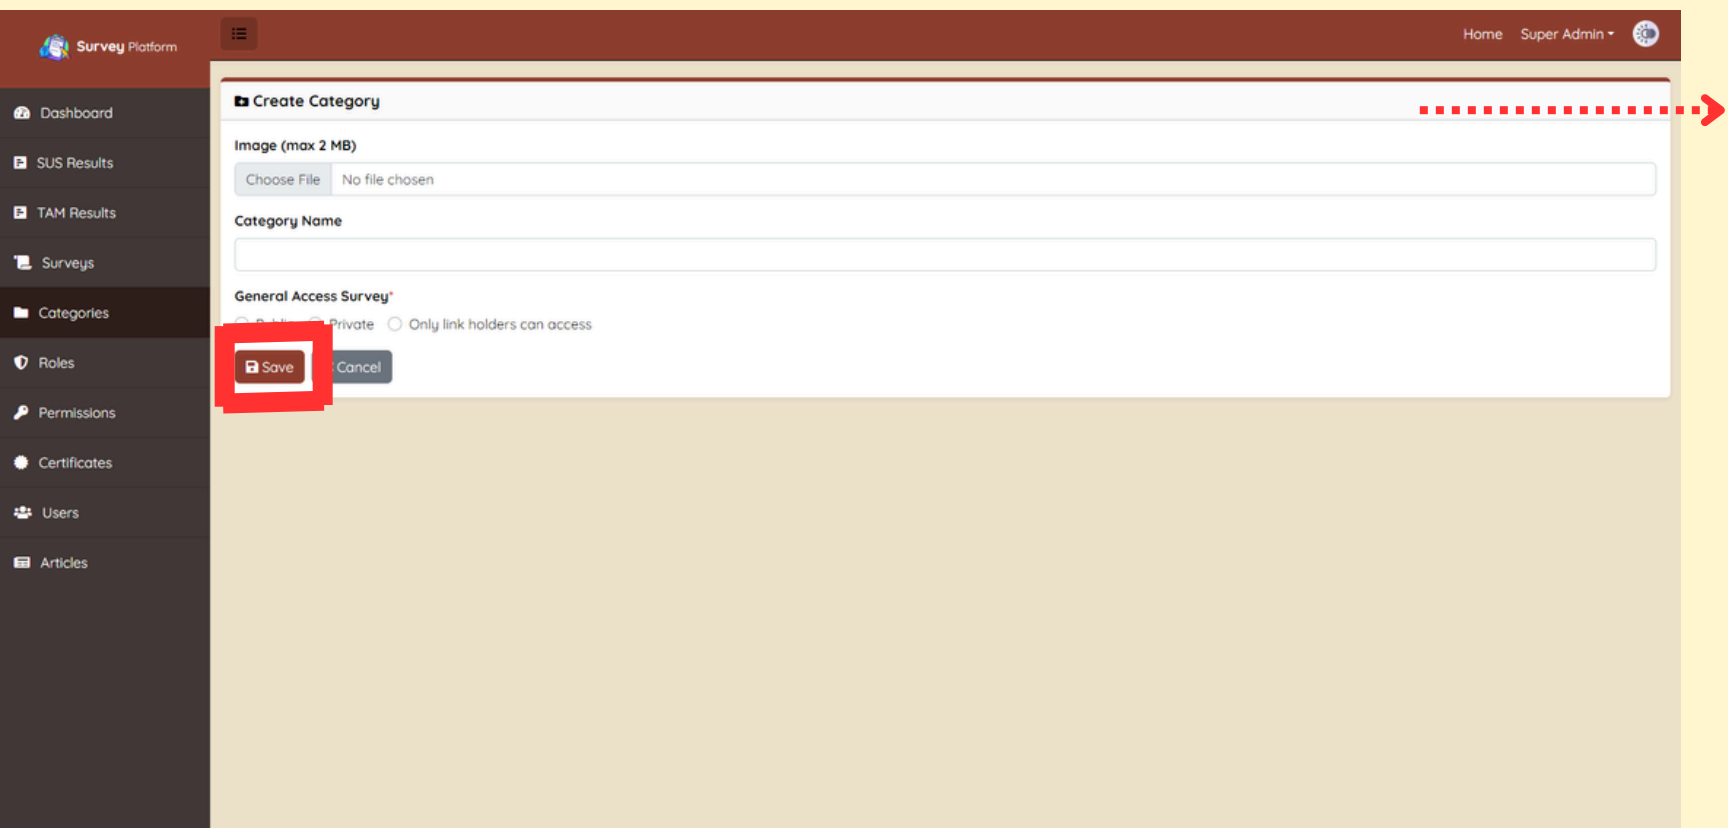 Survey Platform
Home Super Admin
Dashboard
SUS Results
TAM Results
Surveys
Categories
Roles
Permissions
Certificates
Users
Articles
Create Category
Image (max 2 MB)
Choose File No file chosen
Category Name
General Access Survey*
Private Only link holders can access
Save Cancel